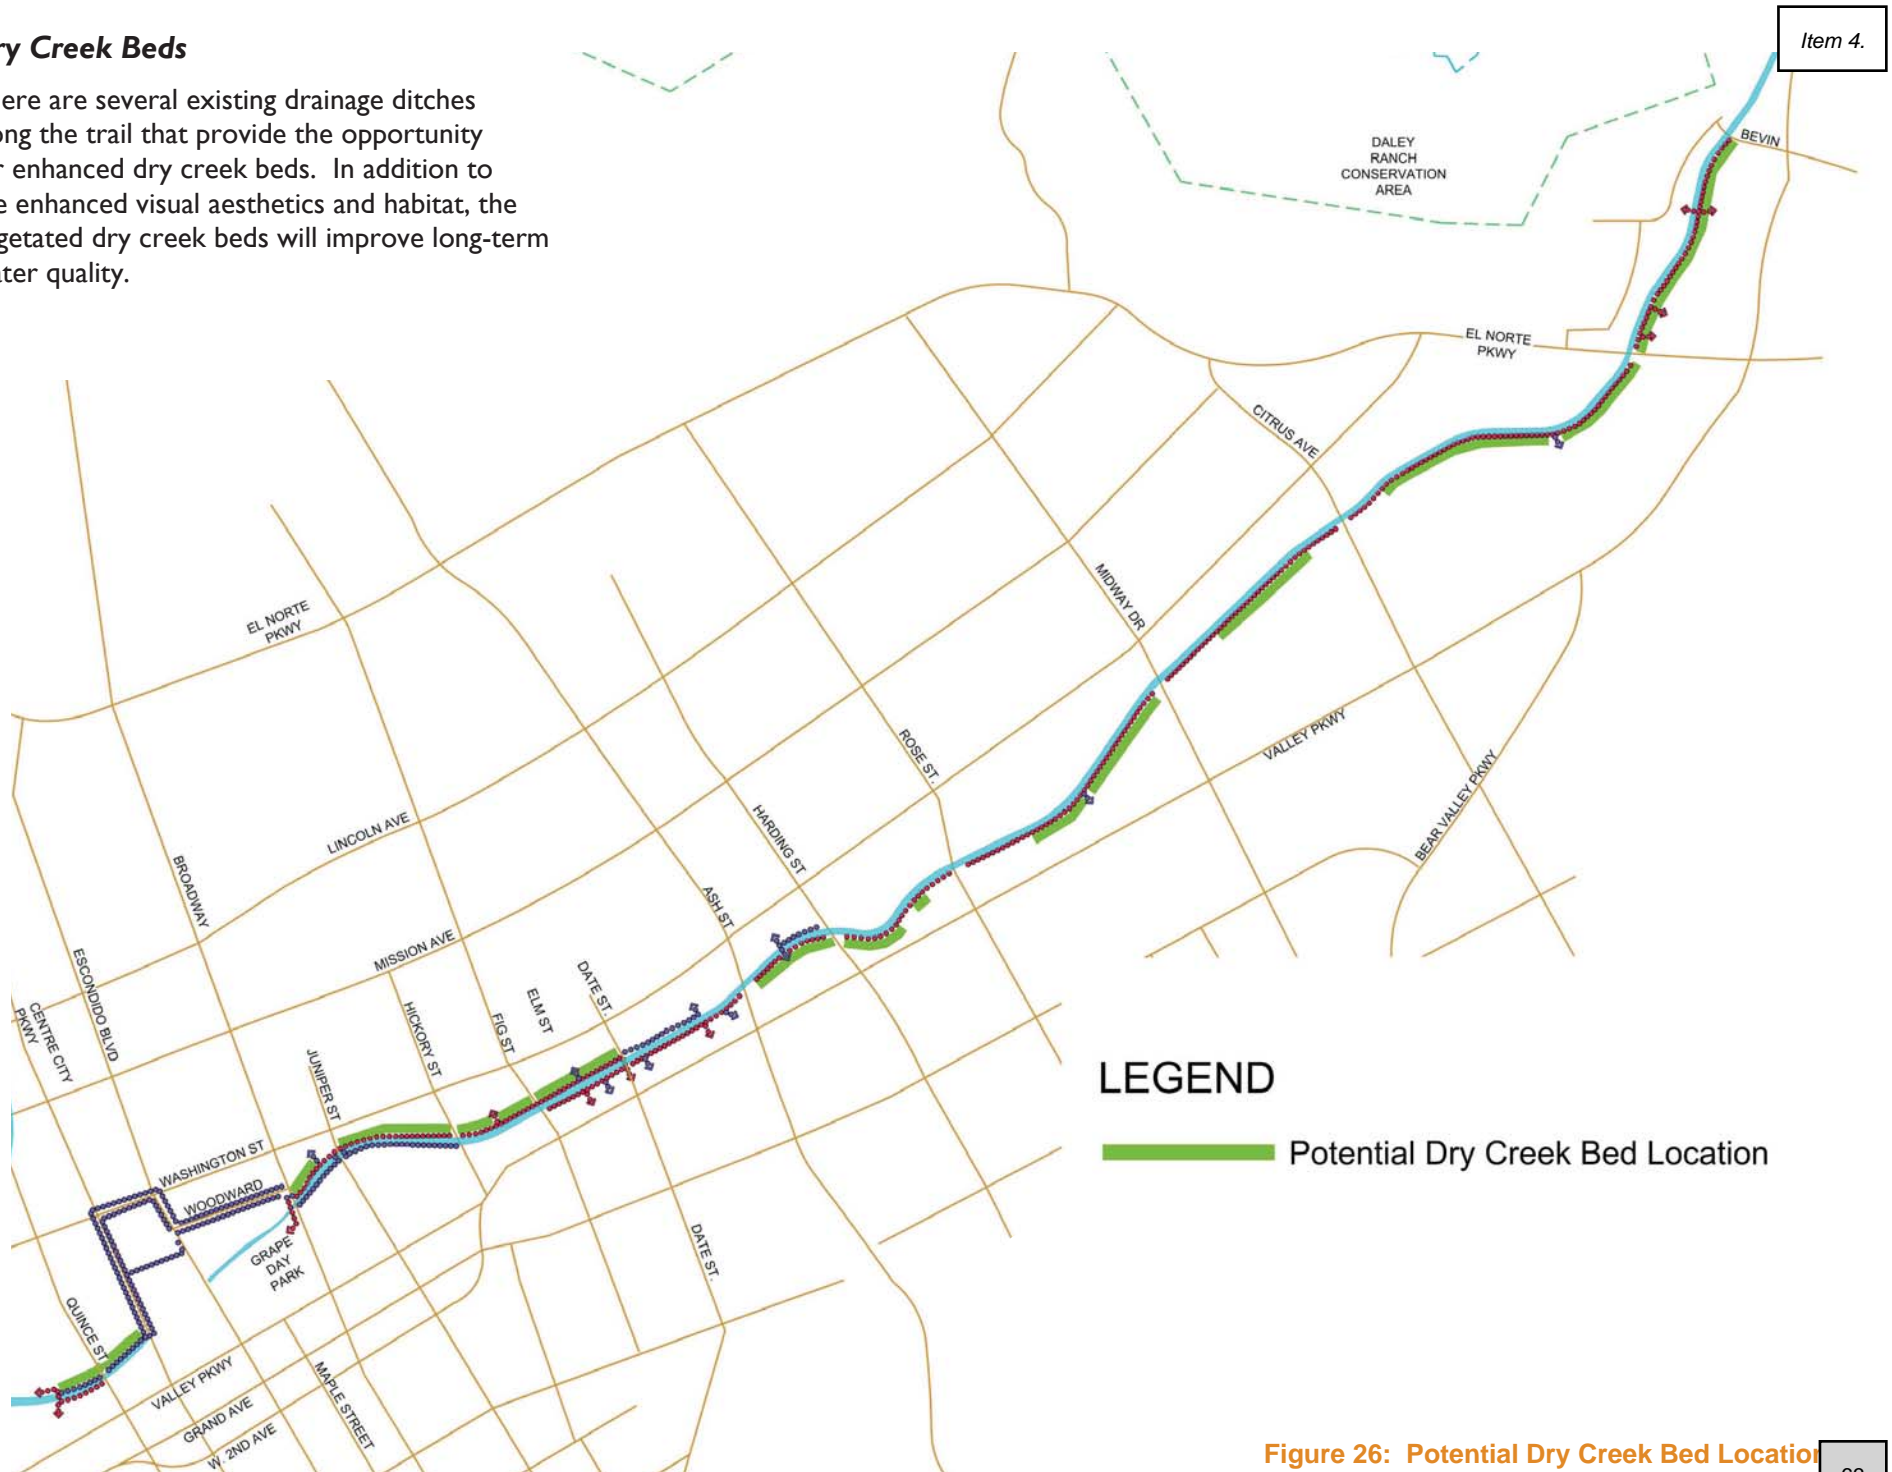 ry Creek Beds
ere are several existing drainage ditches
ong the trail that provide the opportunity
r enhanced dry creek beds.  In addition to
e enhanced visual aesthetics and habitat, the
getated dry creek beds will improve long-term
ater quality.
Item 4.
DALEY
RANCH
CONSERVATION
AREA
BEVIN
EL NORTE
PKWY
CITRUS AVE
MIDWAY DR
EL NORTE
PKWY
ROSE ST.
VALLEY PKWY
BEAR VALLEY PKWY
LINCOLN AVE
HARDING ST
BROADWAY
ASH ST
MISSION AVE
ESCONDIDO BLVD
DATE ST.
ELM ST
FIG ST
HICKORY ST
CENTRE CITY
PKWY
JUNIPER ST
WASHINGTON ST
WOODWARD
GRAPE
DAY
PARK
DATE ST.
QUINCE ST
VALLEY PKWY
MAPLE STREET
GRAND AVE
W. 2ND AVE
LEGEND
Potential Dry Creek Bed Location
Figure 26:  Potential Dry Creek Bed Location